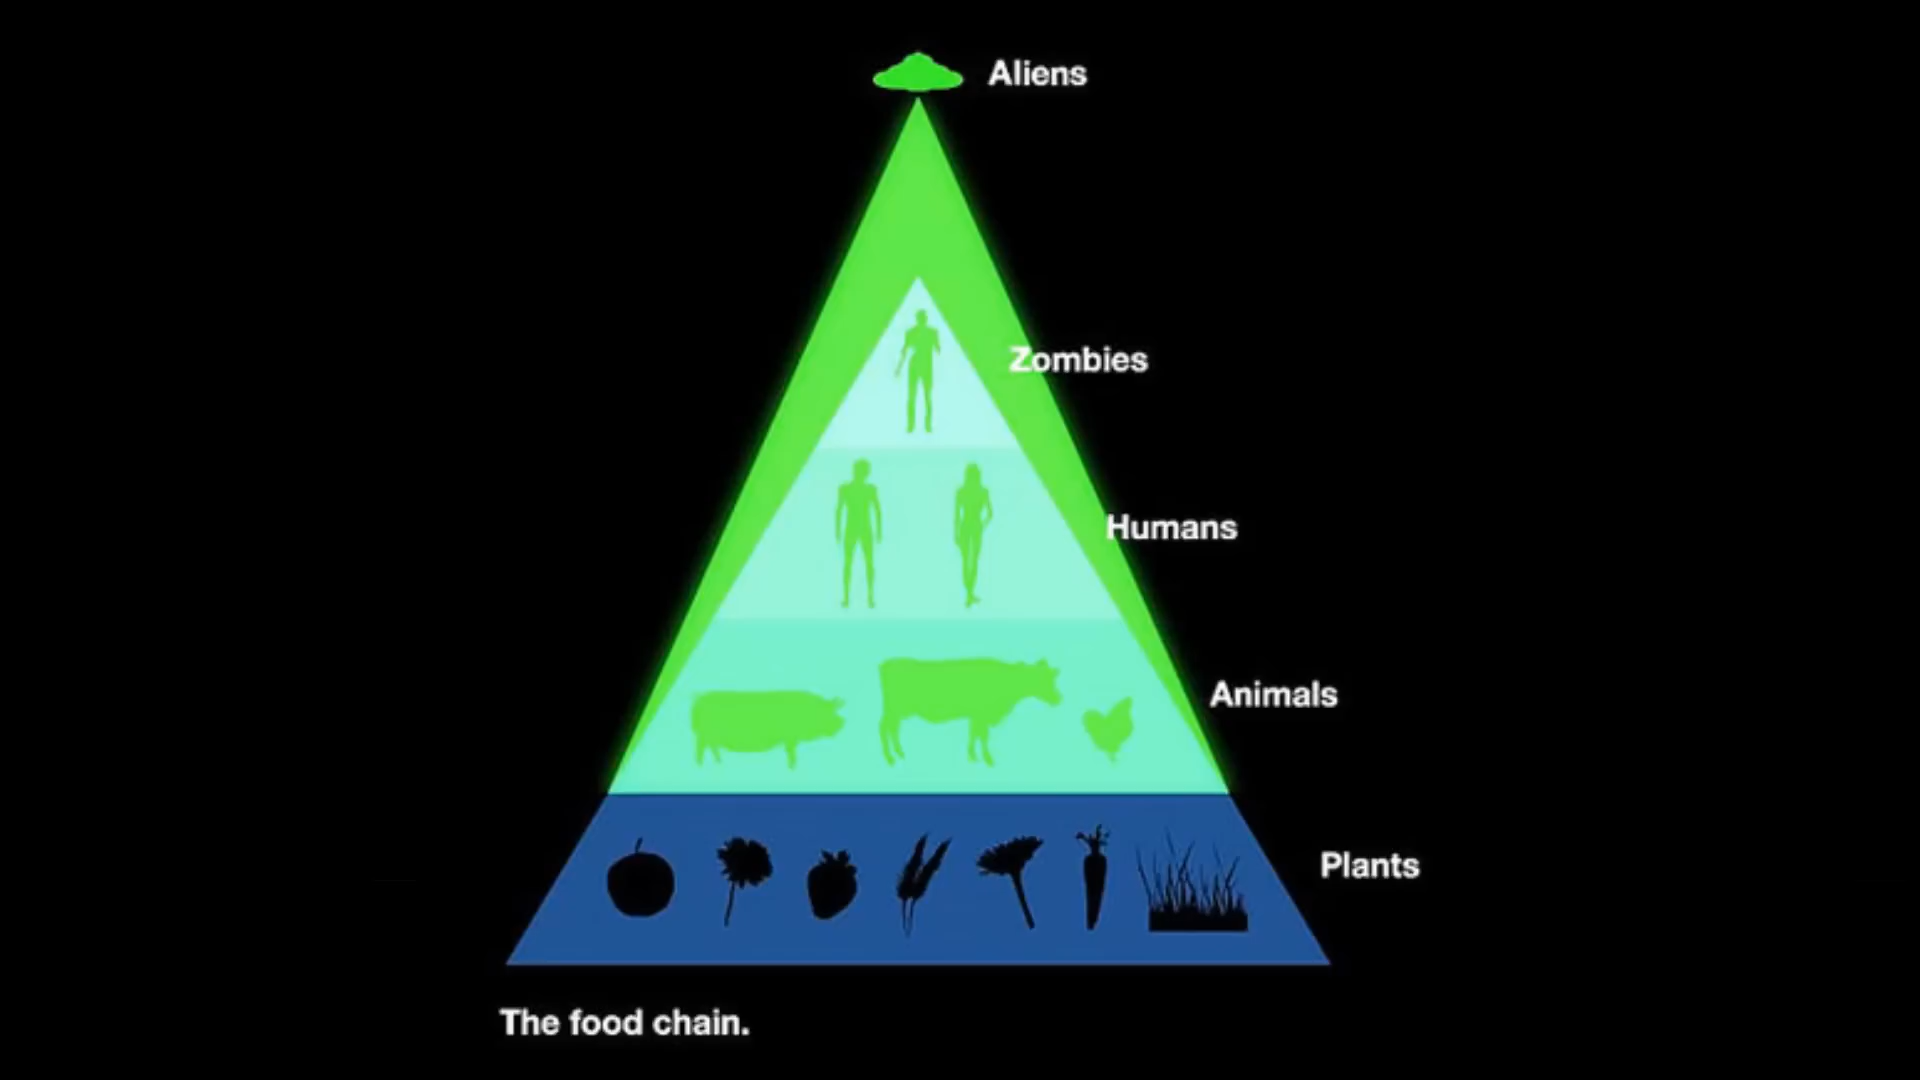 Aliens
Zombies
Humans
Animals
Plants
The food chain.